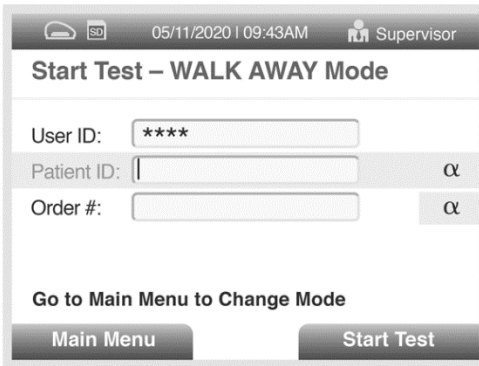 SD 05/11/2020 | 09:43AM Supervisor
Start Test – WALK AWAY Mode
User ID: ****
Patient ID: α
Order #: α
Go to Main Menu to Change Mode
Main Menu Start Test